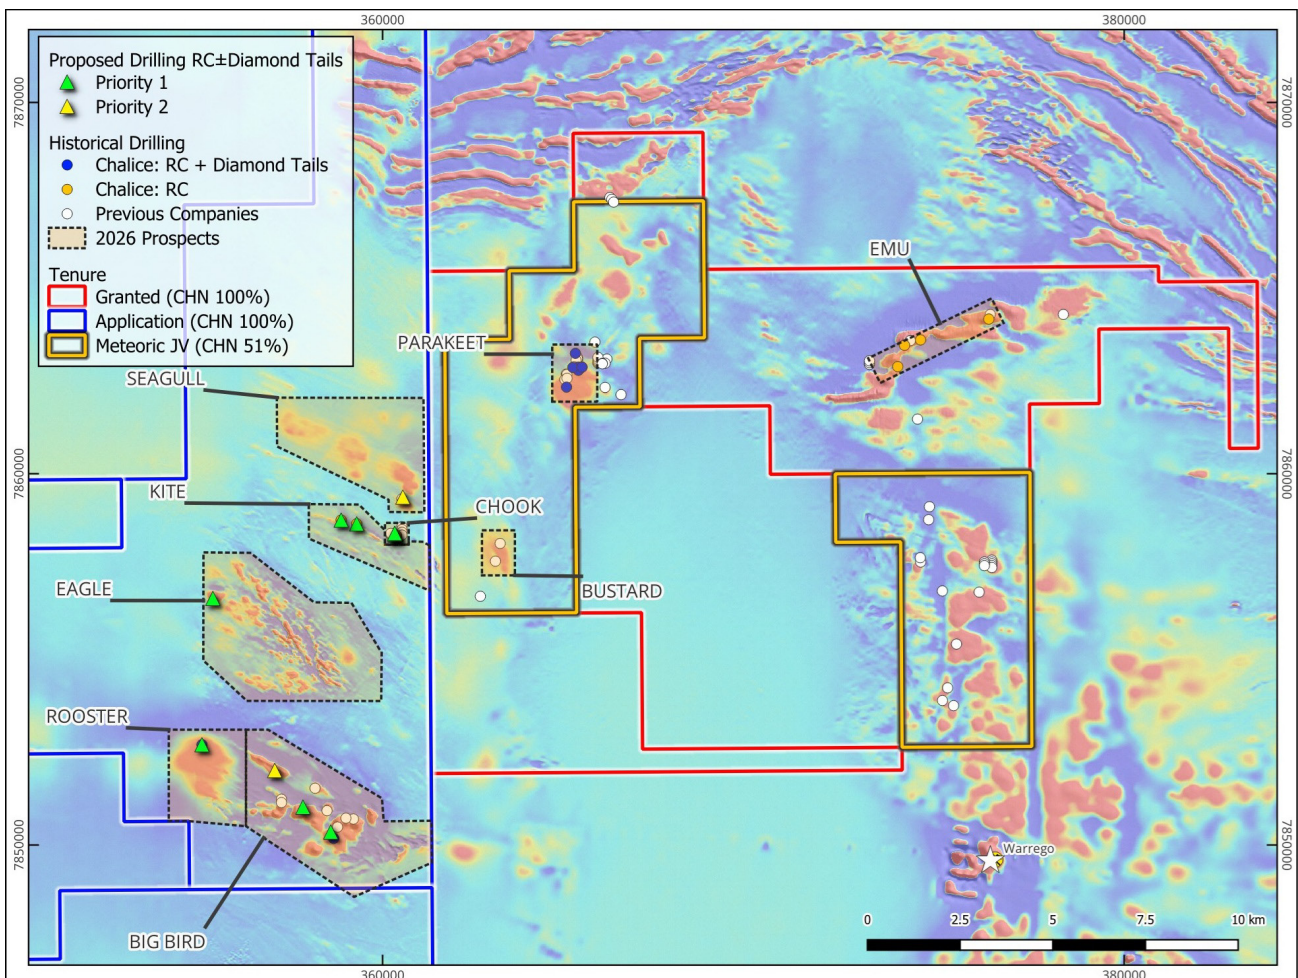 360000
380000
Proposed Drilling RC±Diamond Tails
Priority 1
Priority 2
Historical Drilling
Chalice: RC + Diamond Tails
Chalice: RC
Previous Companies
2026 Prospects
Tenure
Granted (CHN 100%)
Application (CHN 100%)
Meteoric JV (CHN 51%)
7870000
7870000
EMU
PARAKEET
SEAGULL
7860000
7860000
KITE
CHOOK
EAGLE
BUSTARD
ROOSTER
7850000
7850000
Warrego
BIG BIRD
0
2.5
5
7.5
10 km
360000
380000